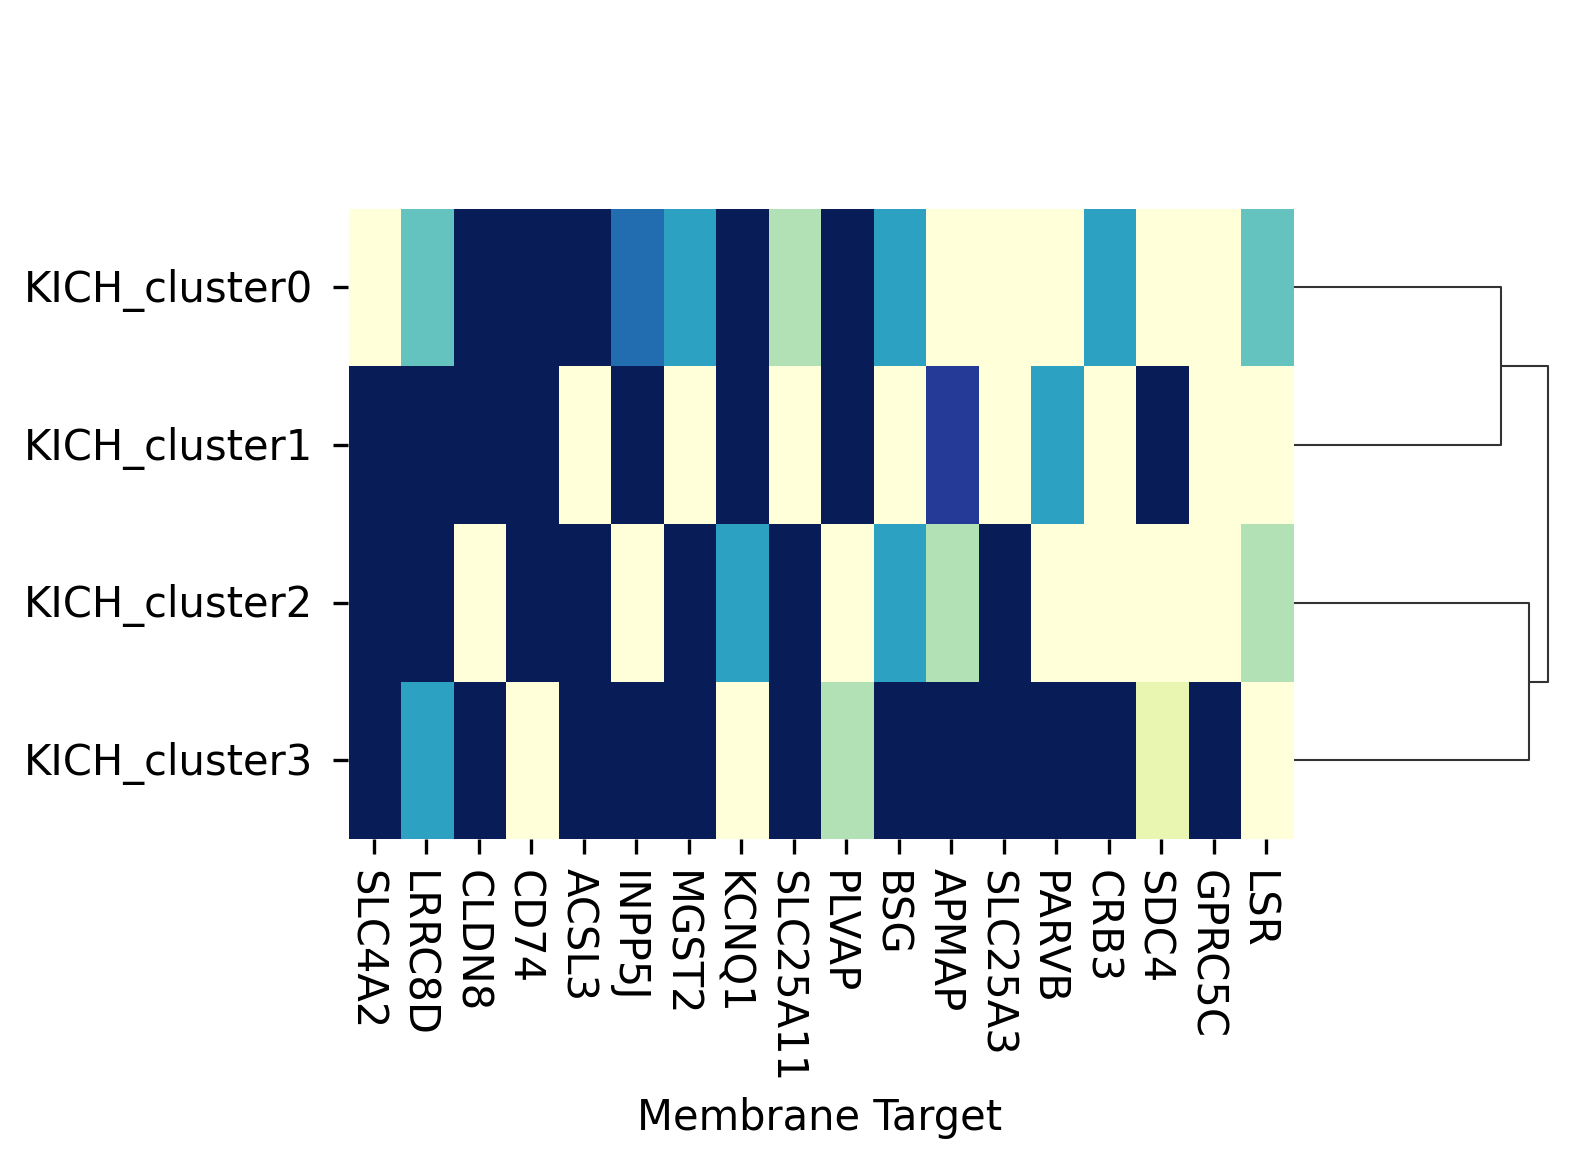 KICH_cluster0
KICH_cluster1
KICH_cluster2
KICH_cluster3
SLC4A2
LRRC8D
CLDN8
CD74
ACSL3
INPP5J
MGST2
KCNQ1
SLC25A11
PLVAP
BSG
APMAP
SLC25A3
PARVB
CRB3
SDC4
GPRC5C
LSR
Membrane Target